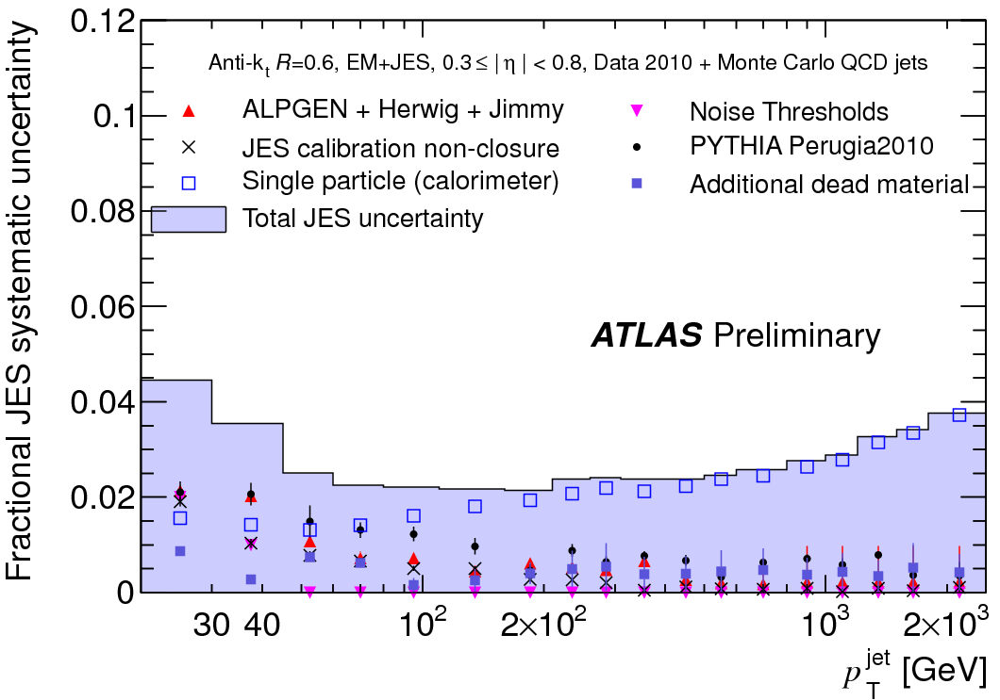 Fractional JES systematic uncertainty
0.12
0.1
0.08
0.06
0.04
0.02
0
Anti-kₜ R=0.6, EM+JES, 0.3≤|η|<0.8, Data 2010 + Monte Carlo QCD jets
ALPGEN + Herwig + Jimmy
JES calibration non-closure
Single particle (calorimeter)
Total JES uncertainty
Noise Thresholds
PYTHIA Perugia2010
Additional dead material
ATLAS Preliminary
30 40 10² 2×10² 10³ 2×10³
p_T^jet [GeV]